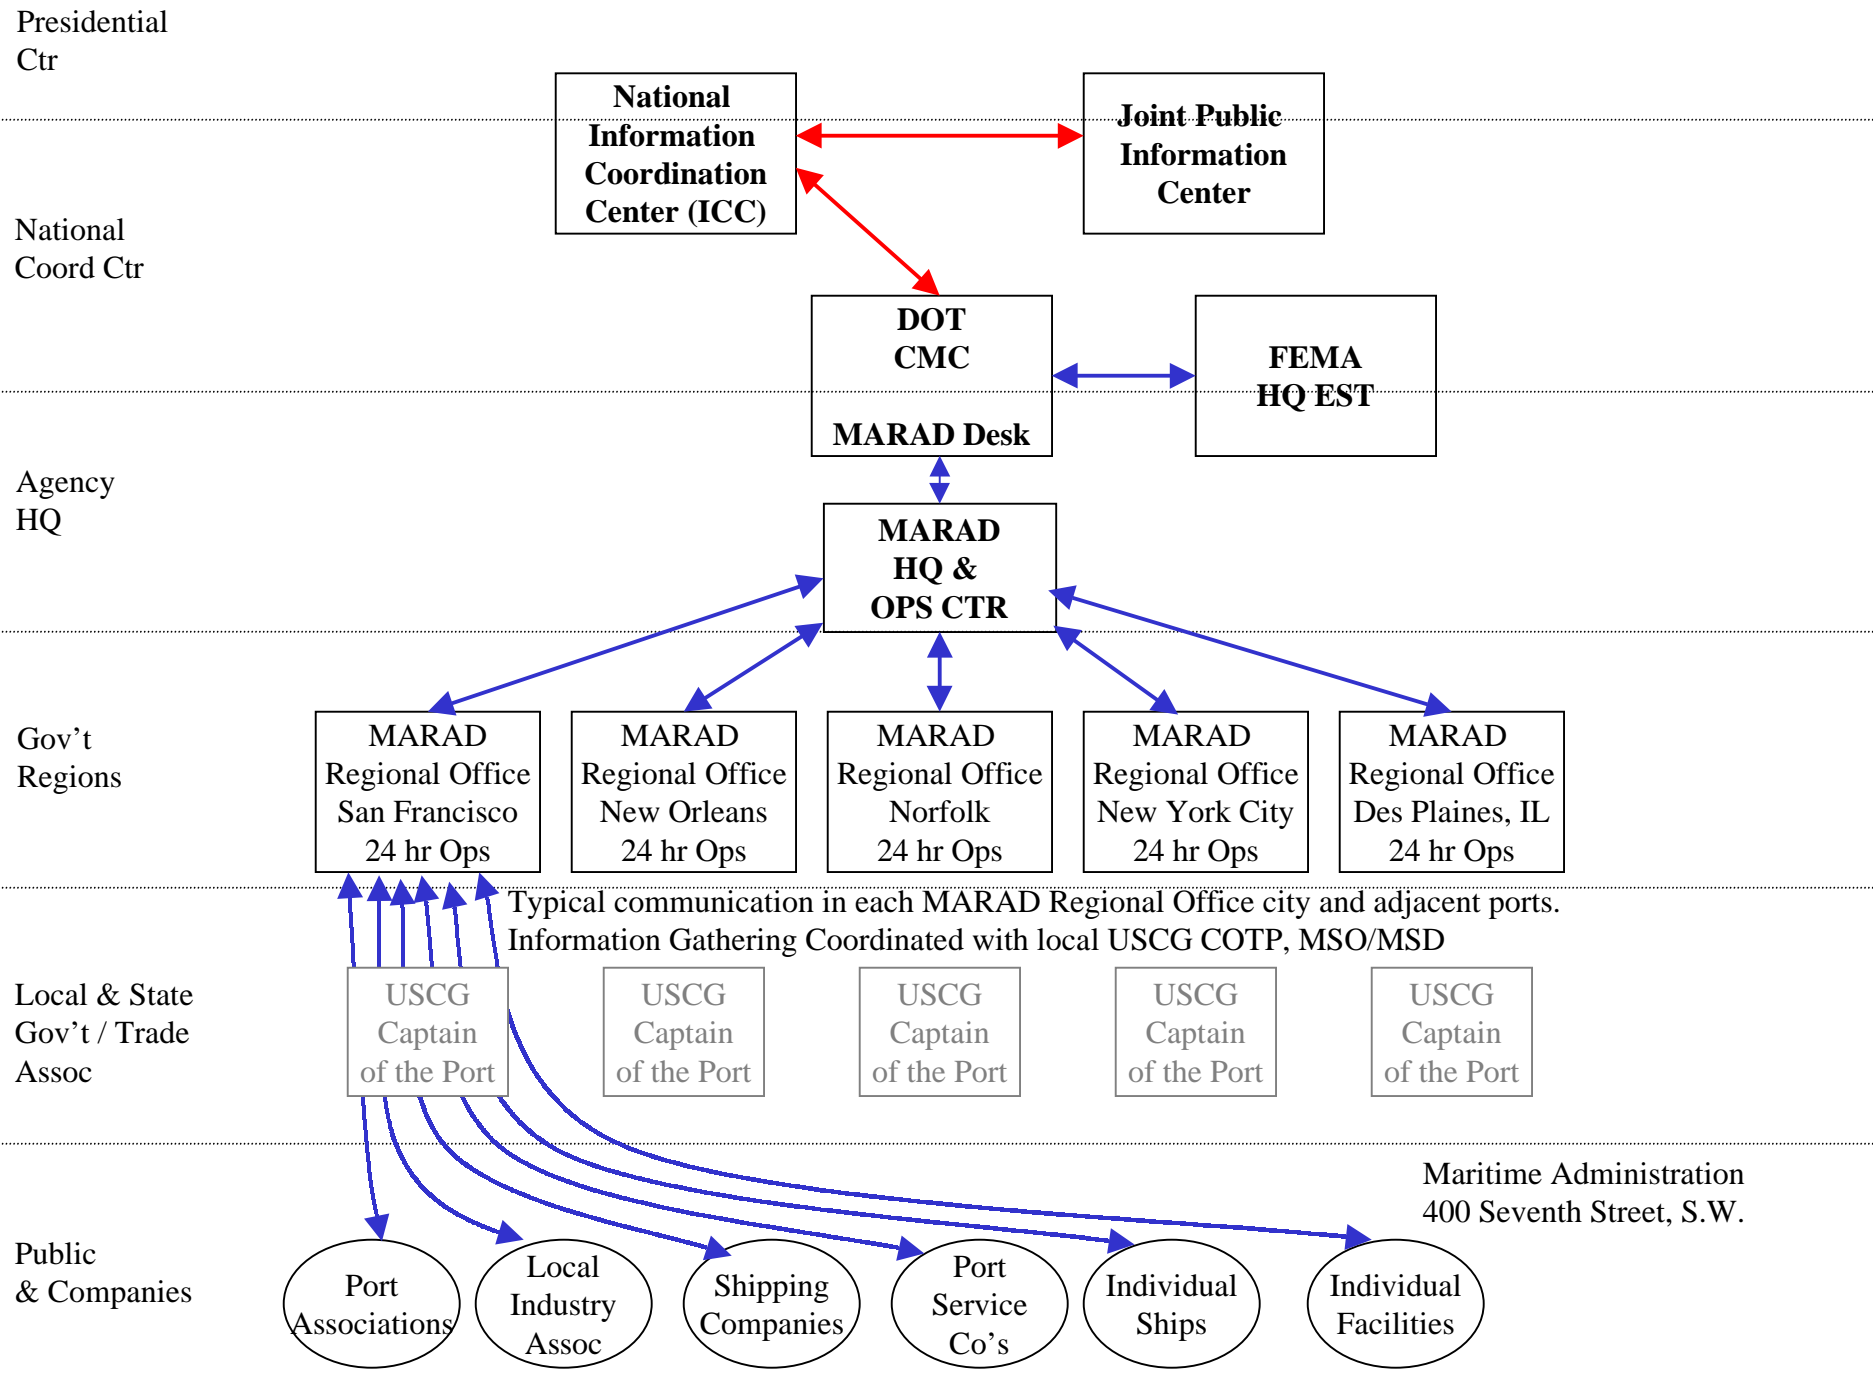 Presidential
Ctr
National
Information
Coordination
Center (ICC)
Joint Public
Information
Center
National
Coord Ctr
DOT
CMC
MARAD Desk
FEMA
HQ EST
Agency
HQ
MARAD
HQ &
OPS CTR
Gov’t
Regions
MARAD
Regional Office
San Francisco
24 hr Ops
MARAD
Regional Office
New Orleans
24 hr Ops
MARAD
Regional Office
Norfolk
24 hr Ops
MARAD
Regional Office
New York City
24 hr Ops
MARAD
Regional Office
Des Plaines, IL
24 hr Ops
Typical communication in each MARAD Regional Office city and adjacent ports.
Information Gathering Coordinated with local USCG COTP, MSO/MSD
Local & State
Gov’t / Trade
Assoc
USCG
Captain
of the Port
USCG
Captain
of the Port
USCG
Captain
of the Port
USCG
Captain
of the Port
USCG
Captain
of the Port
Maritime Administration
400 Seventh Street, S.W.
Public
& Companies
Port
Associations
Local
Industry
Assoc
Shipping
Companies
Port
Service
Co’s
Individual
Ships
Individual
Facilities